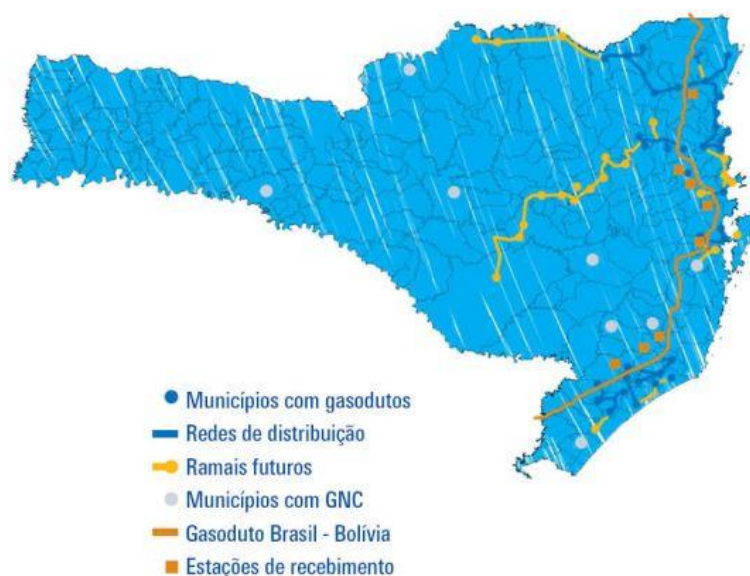 Municípios com gasodutos
Redes de distribuição
Ramais futuros
Municípios com GNC
Gasoduto Brasil - Bolívia
Estações de recebimento